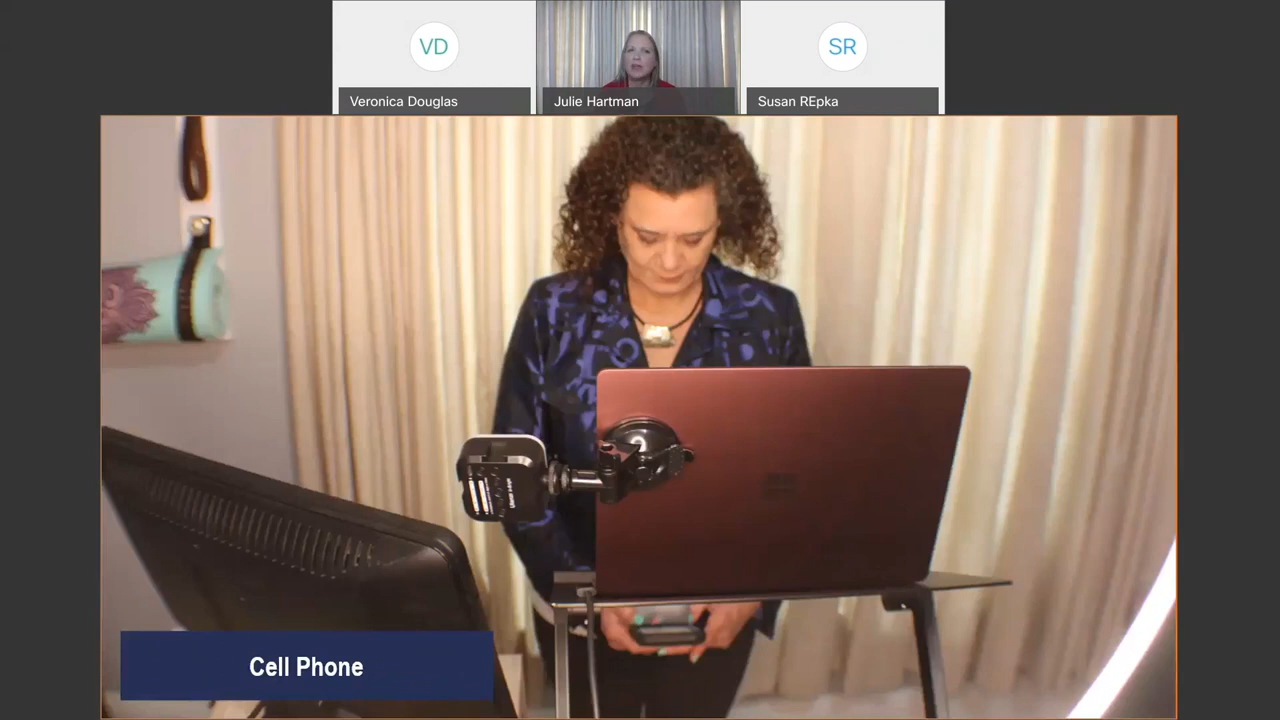 VD
SR
Veronica Douglas
Julie Hartman
Susan REpka
Cell Phone